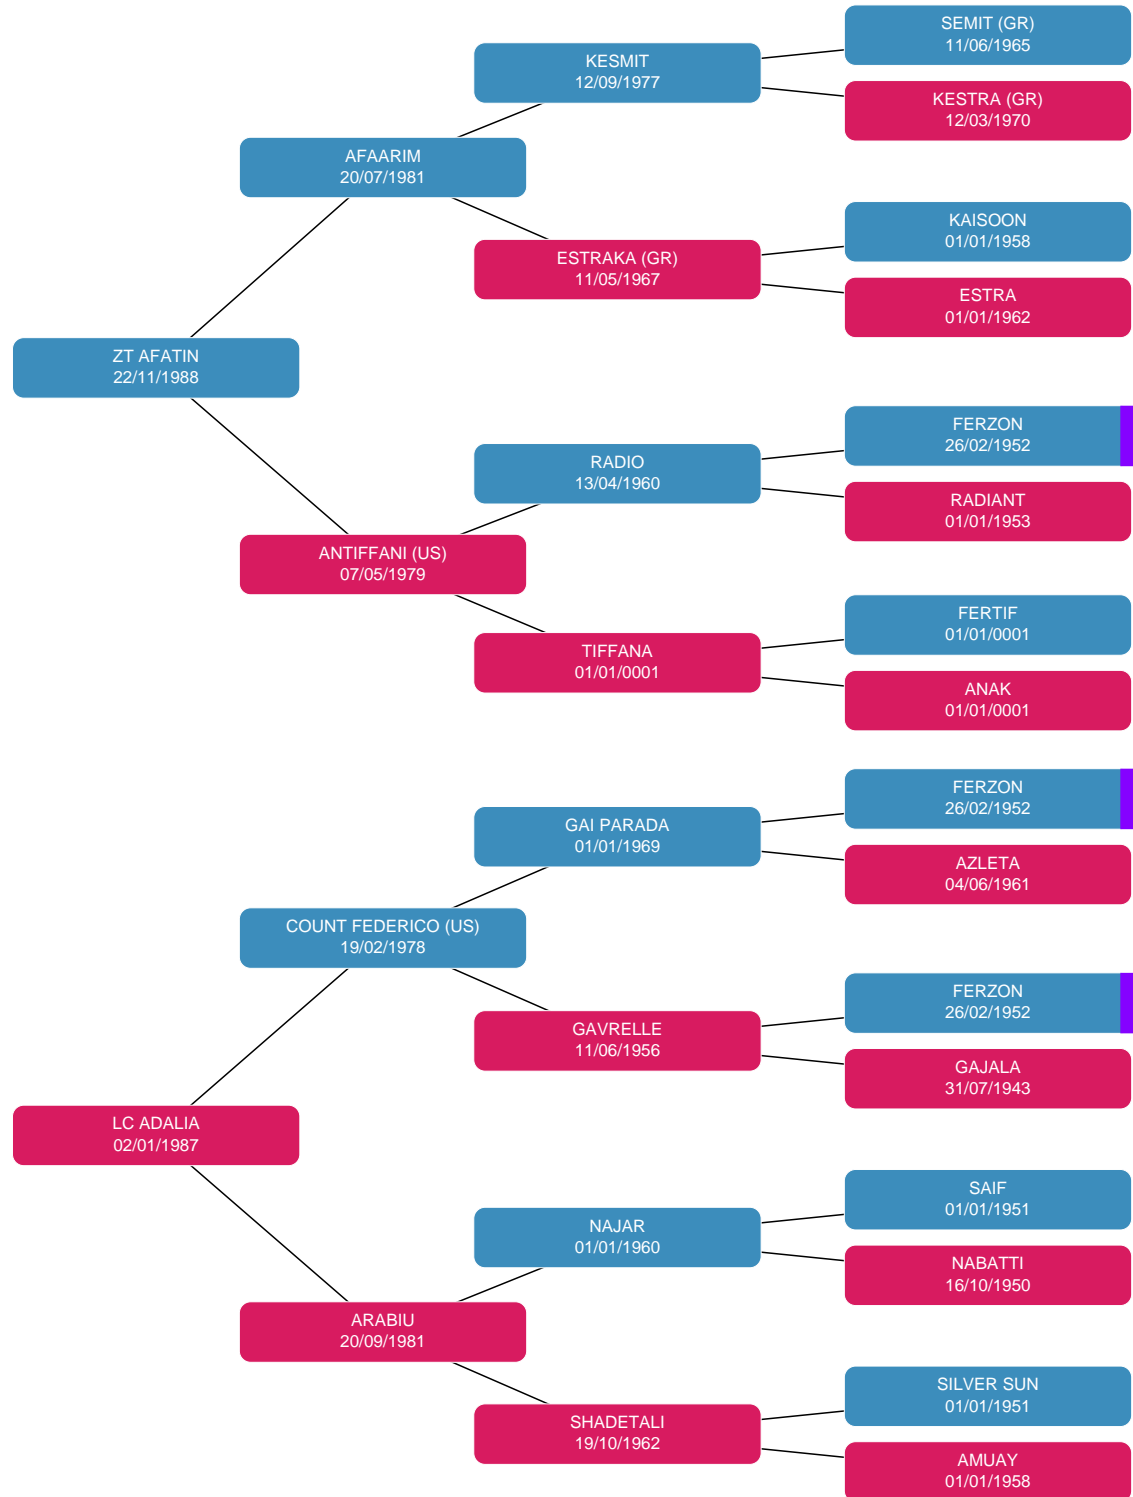 SEMIT (GR)
11/06/1965
KESMIT
12/09/1977
KESTRA (GR)
12/03/1970
AFAARIM
20/07/1981
KAISOON
01/01/1958
ESTRAKA (GR)
11/05/1967
ESTRA
01/01/1962
ZT AFATIN
22/11/1988
FERZON
26/02/1952
RADIO
13/04/1960
RADIANT
01/01/1953
ANTIFFANI (US)
07/05/1979
FERTIF
01/01/0001
TIFFANA
01/01/0001
ANAK
01/01/0001
FERZON
26/02/1952
GAI PARADA
01/01/1969
AZLETA
04/06/1961
COUNT FEDERICO (US)
19/02/1978
FERZON
26/02/1952
GAVRELLE
11/06/1956
GAJALA
31/07/1943
LC ADALIA
02/01/1987
SAIF
01/01/1951
NAJAR
01/01/1960
NABATTI
16/10/1950
ARABIU
20/09/1981
SILVER SUN
01/01/1951
SHADETALI
19/10/1962
AMUAY
01/01/1958